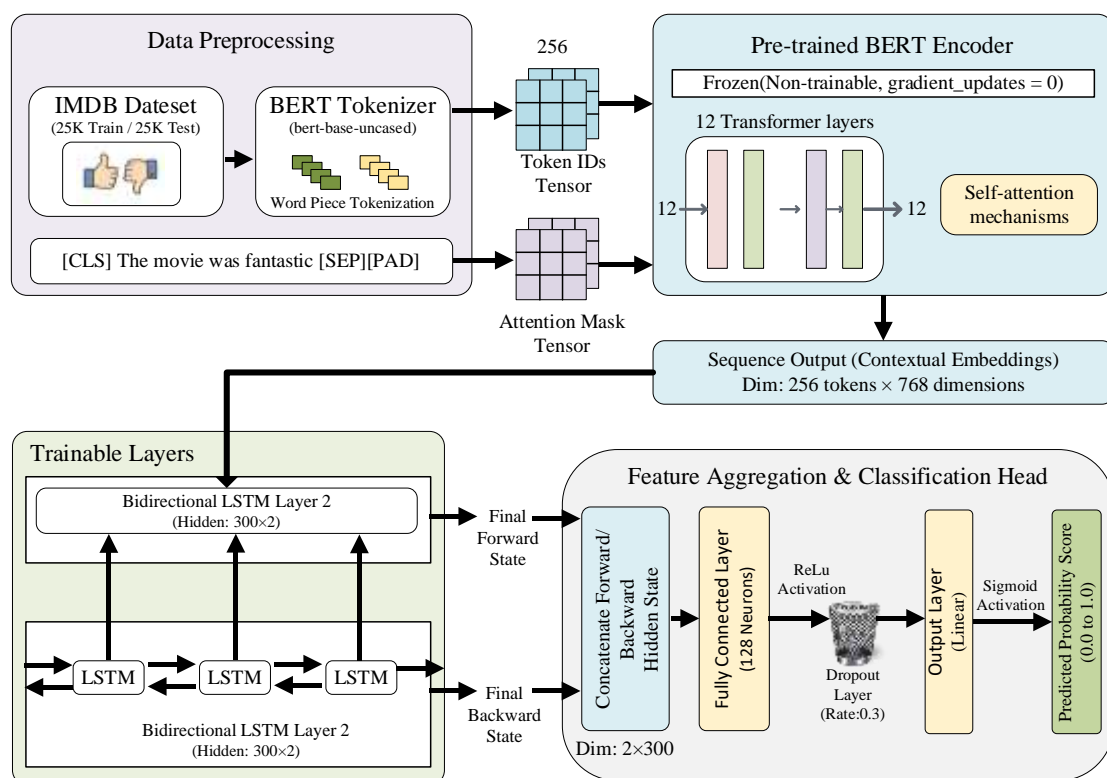 Data Preprocessing
IMDB Dateset
(25K Train / 25K Test)
BERT Tokenizer
(bert-base-uncased)
Word Piece Tokenization
[CLS] The movie was fantastic [SEP][PAD]
256
Token IDs
Tensor
Attention Mask
Tensor
Pre-trained BERT Encoder
Frozen(Non-trainable, gradient_updates = 0)
12 Transformer layers
12
12
Self-attention
mechanisms
Sequence Output (Contextual Embeddings)
Dim: 256 tokens × 768 dimensions
Trainable Layers
Bidirectional LSTM Layer 2
(Hidden: 300×2)
LSTM
LSTM
LSTM
Bidirectional LSTM Layer 2
(Hidden: 300×2)
Final
Forward
State
Final
Backward
State
Feature Aggregation & Classification Head
Concatenate Forward/
Backward
Hidden State
Dim: 2×300
Fully Connected Layer
(128 Neurons)
ReLu
Activation
Dropout
Layer
(Rate:0.3)
Output Layer
(Linear)
Sigmoid
Activation
Predicted Probability Score
(0.0 to 1.0)